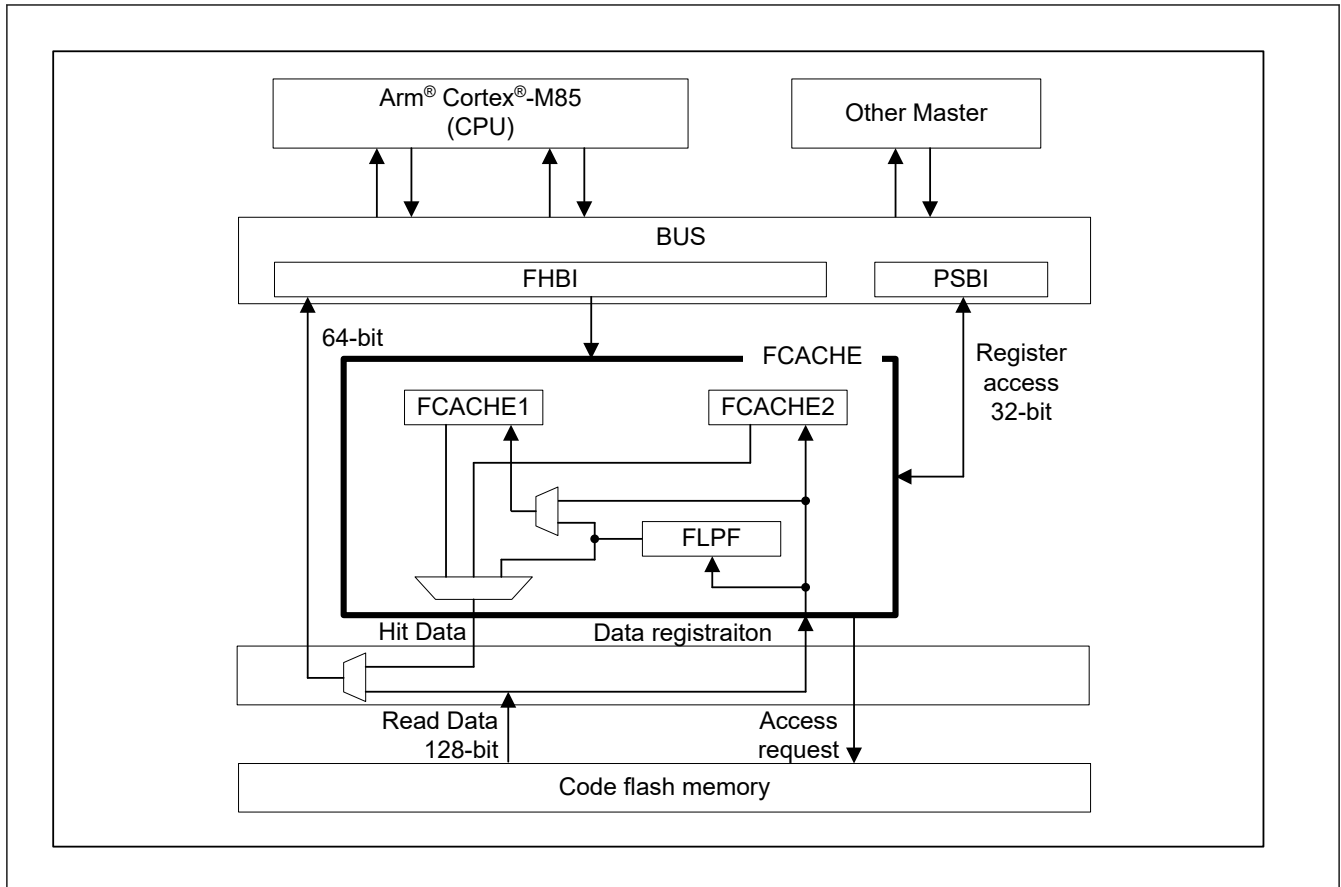 Arm® Cortex®-M85
(CPU)
Other Master
BUS
FHBI
PSBI
64-bit
FCACHE
Register
access
32-bit
FCACHE1
FCACHE2
FLPF
Hit Data
Data registraiton
Read Data
128-bit
Access
request
Code flash memory